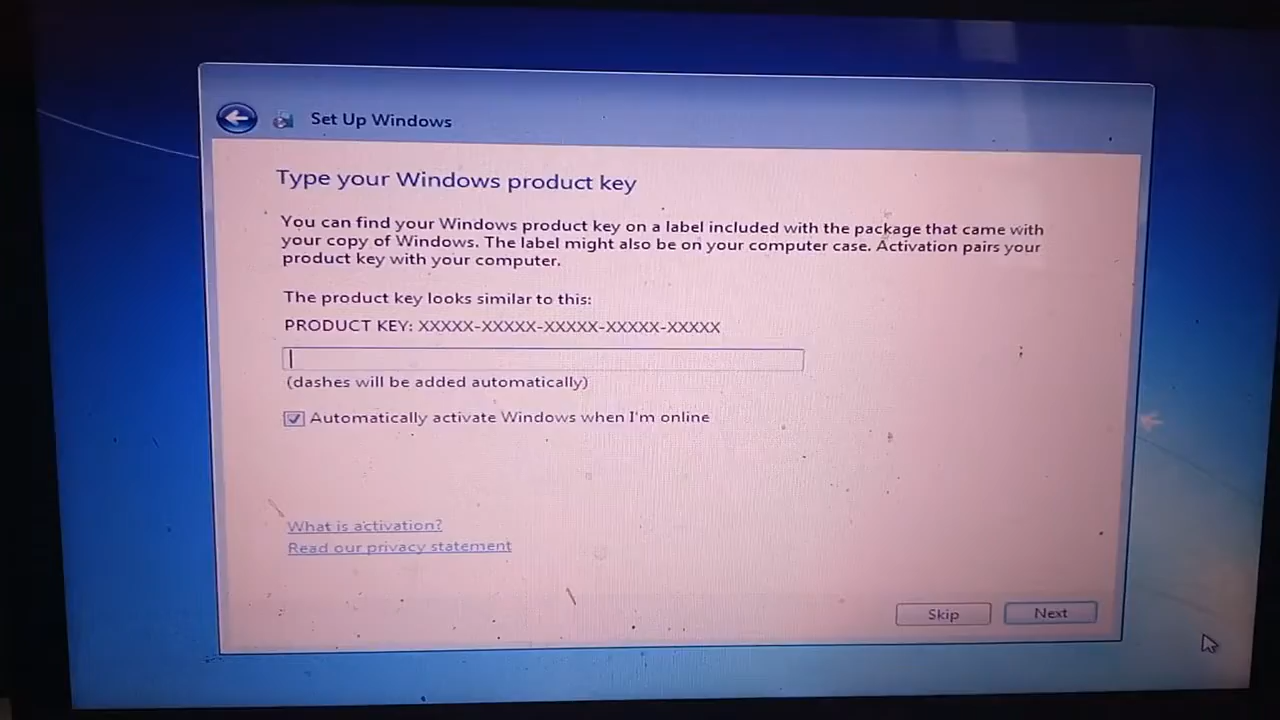 Set Up Windows
Type your Windows product key
You can find your Windows product key on a label included with the package that came with
your copy of Windows. The label might also be on your computer case. Activation pairs your
product key with your computer.
The product key looks similar to this:
PRODUCT KEY: XXXXX-XXXXX-XXXXX-XXXXX-XXXXX
(dashes will be added automatically)
Automatically activate Windows when I'm online
What is activation?
Read our privacy statement
Skip
Next